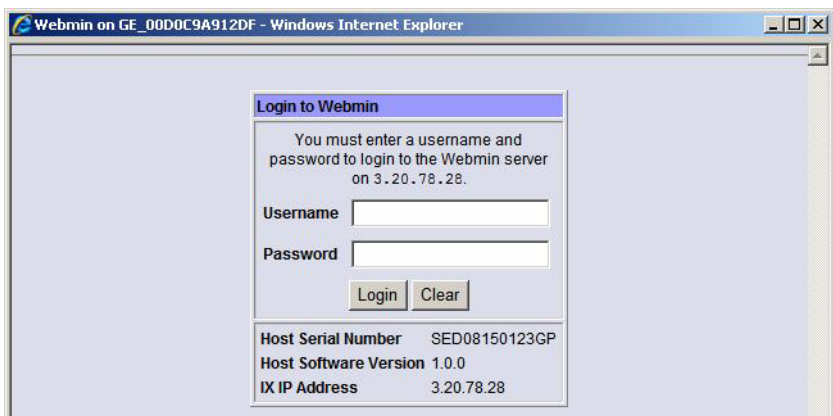 Webmin on GE_00D0C9A912DF - Windows Internet Explorer
Login to Webmin
You must enter a username and
password to login to the Webmin server
on 3.20.78.28.
Username
Password
Login Clear
Host Serial Number SED08150123GP
Host Software Version 1.0.0
IX IP Address 3.20.78.28